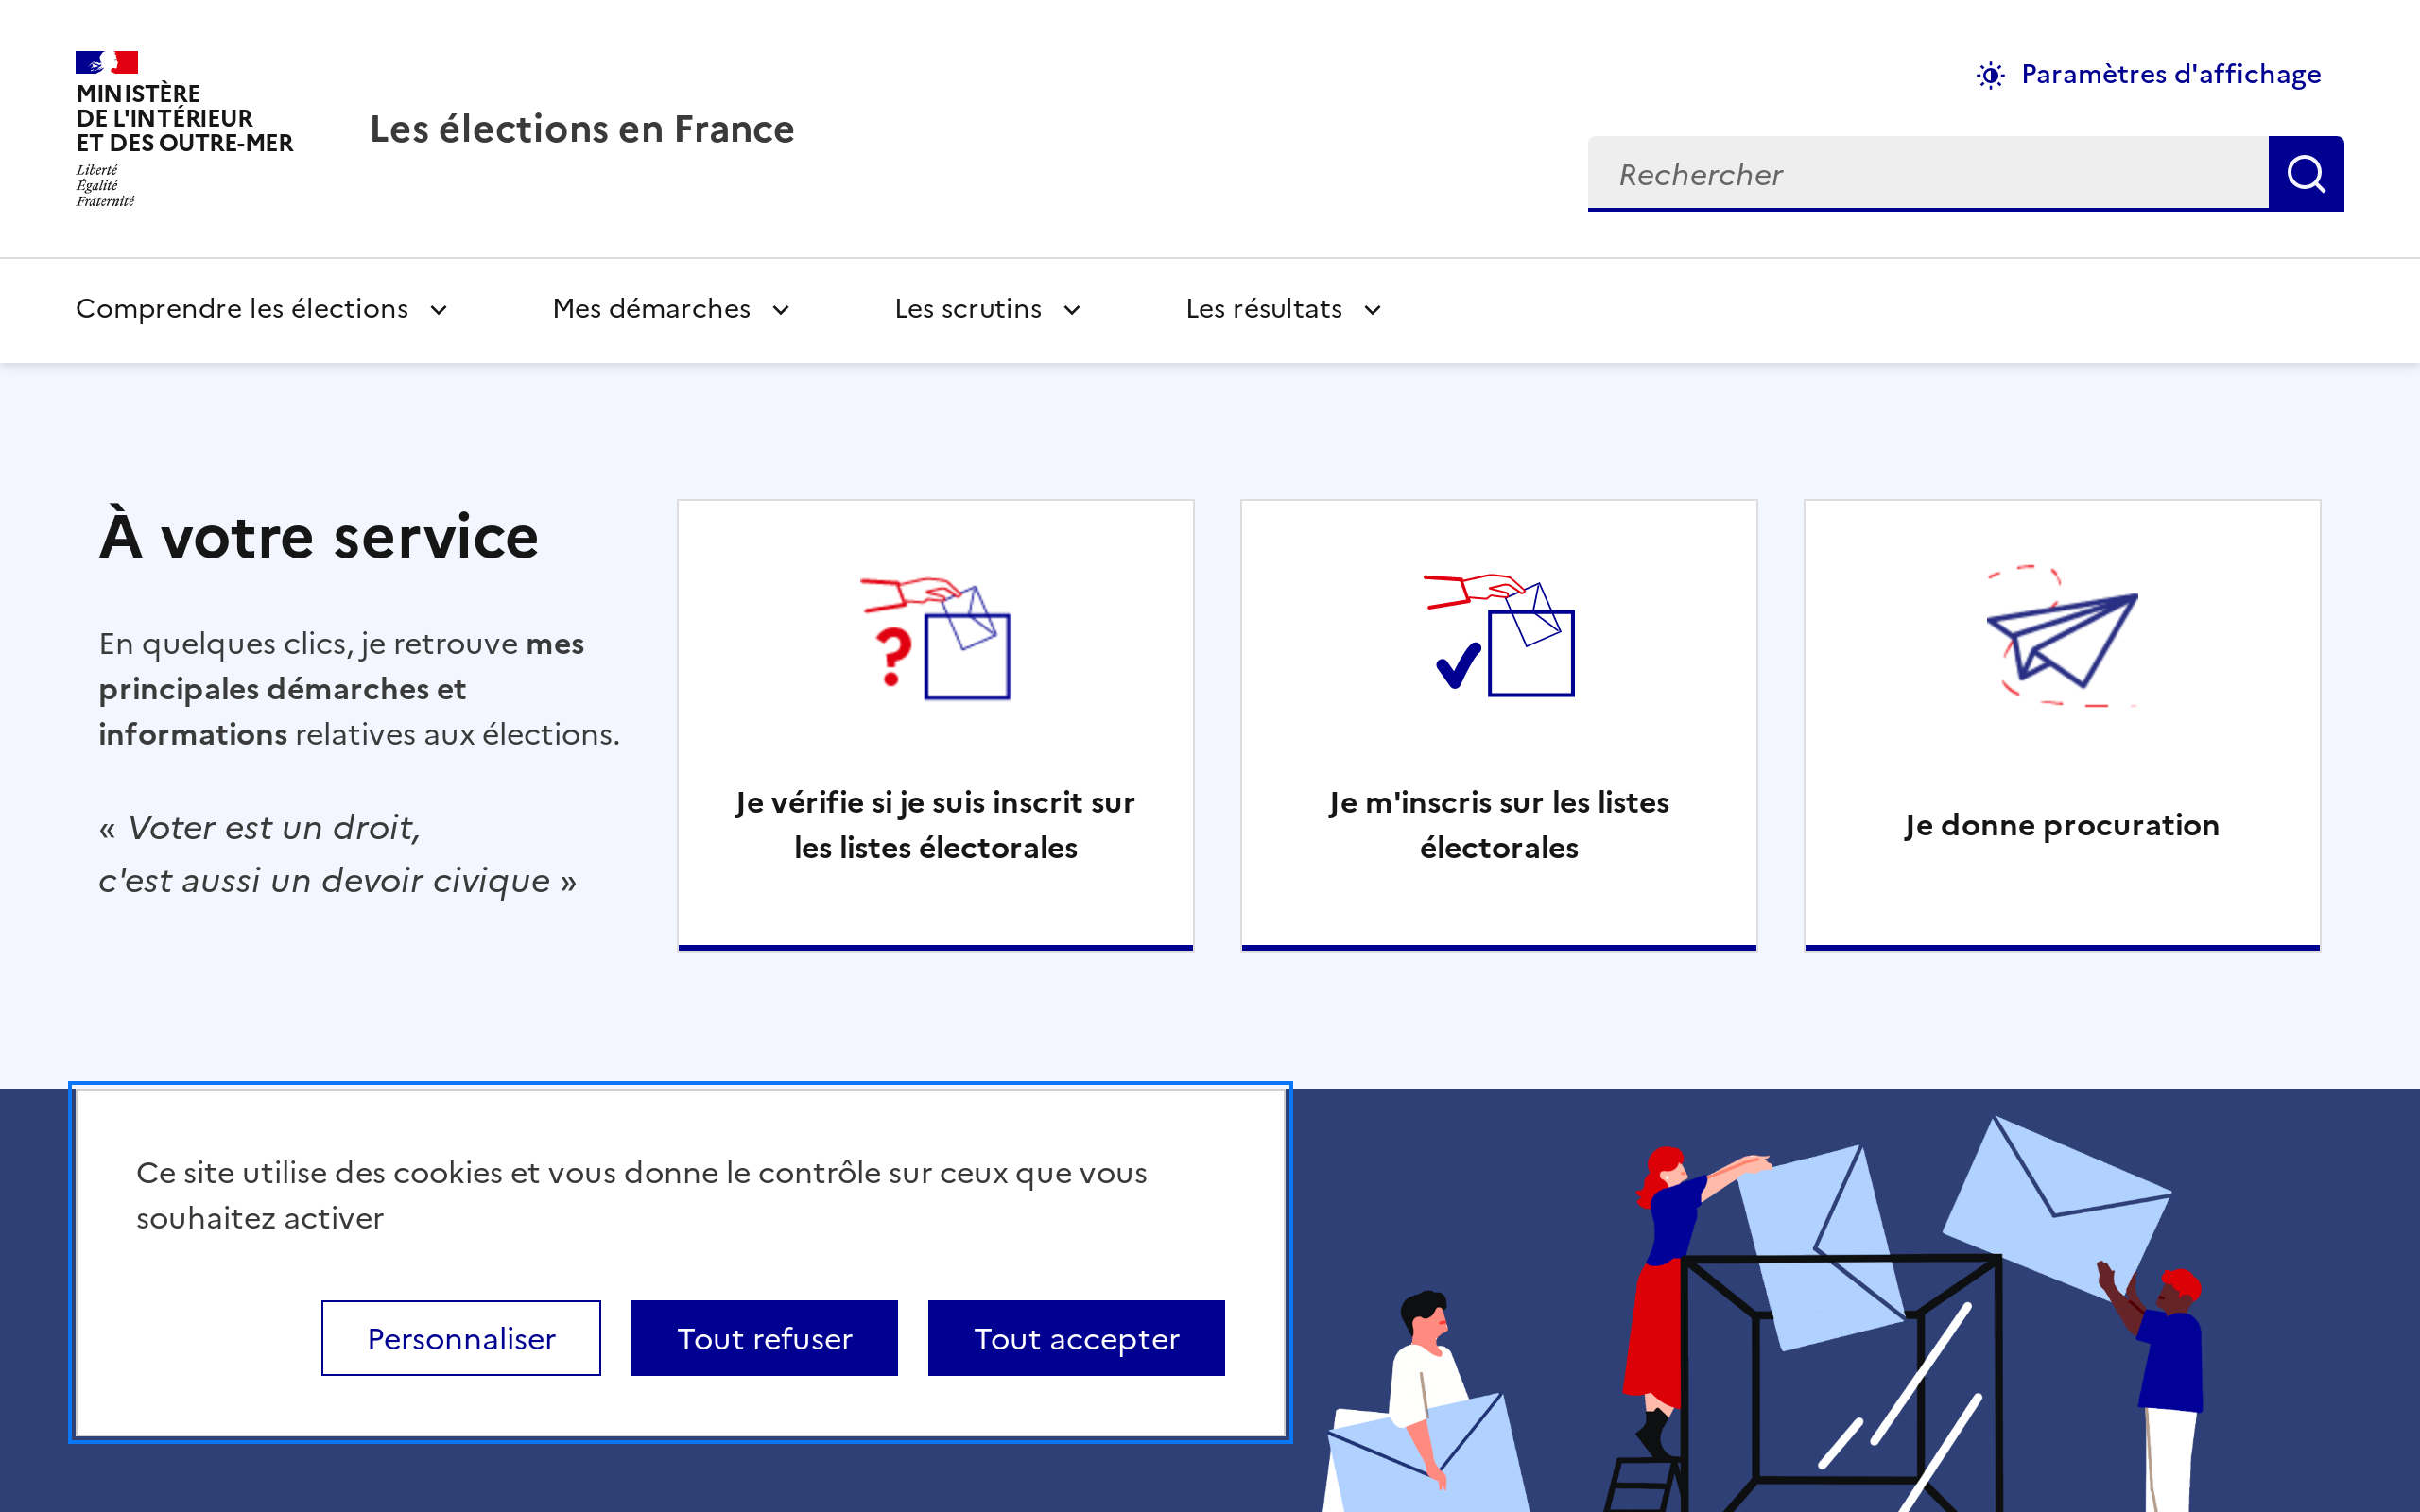 MINISTÈRE
DE L'INTÉRIEUR
ET DES OUTRE-MER
Liberté
Égalité
Fraternité
Les élections en France
Paramètres d'affichage
Rechercher
Comprendre les élections
Mes démarches
Les scrutins
Les résultats
À votre service
En quelques clics, je retrouve mes
principales démarches et
informations relatives aux élections.
« Voter est un droit,
c'est aussi un devoir civique »
Je vérifie si je suis inscrit sur
les listes électorales
Je m'inscris sur les listes
électorales
Je donne procuration
Ce site utilise des cookies et vous donne le contrôle sur ceux que vous
souhaitez activer
Personnaliser
Tout refuser
Tout accepter